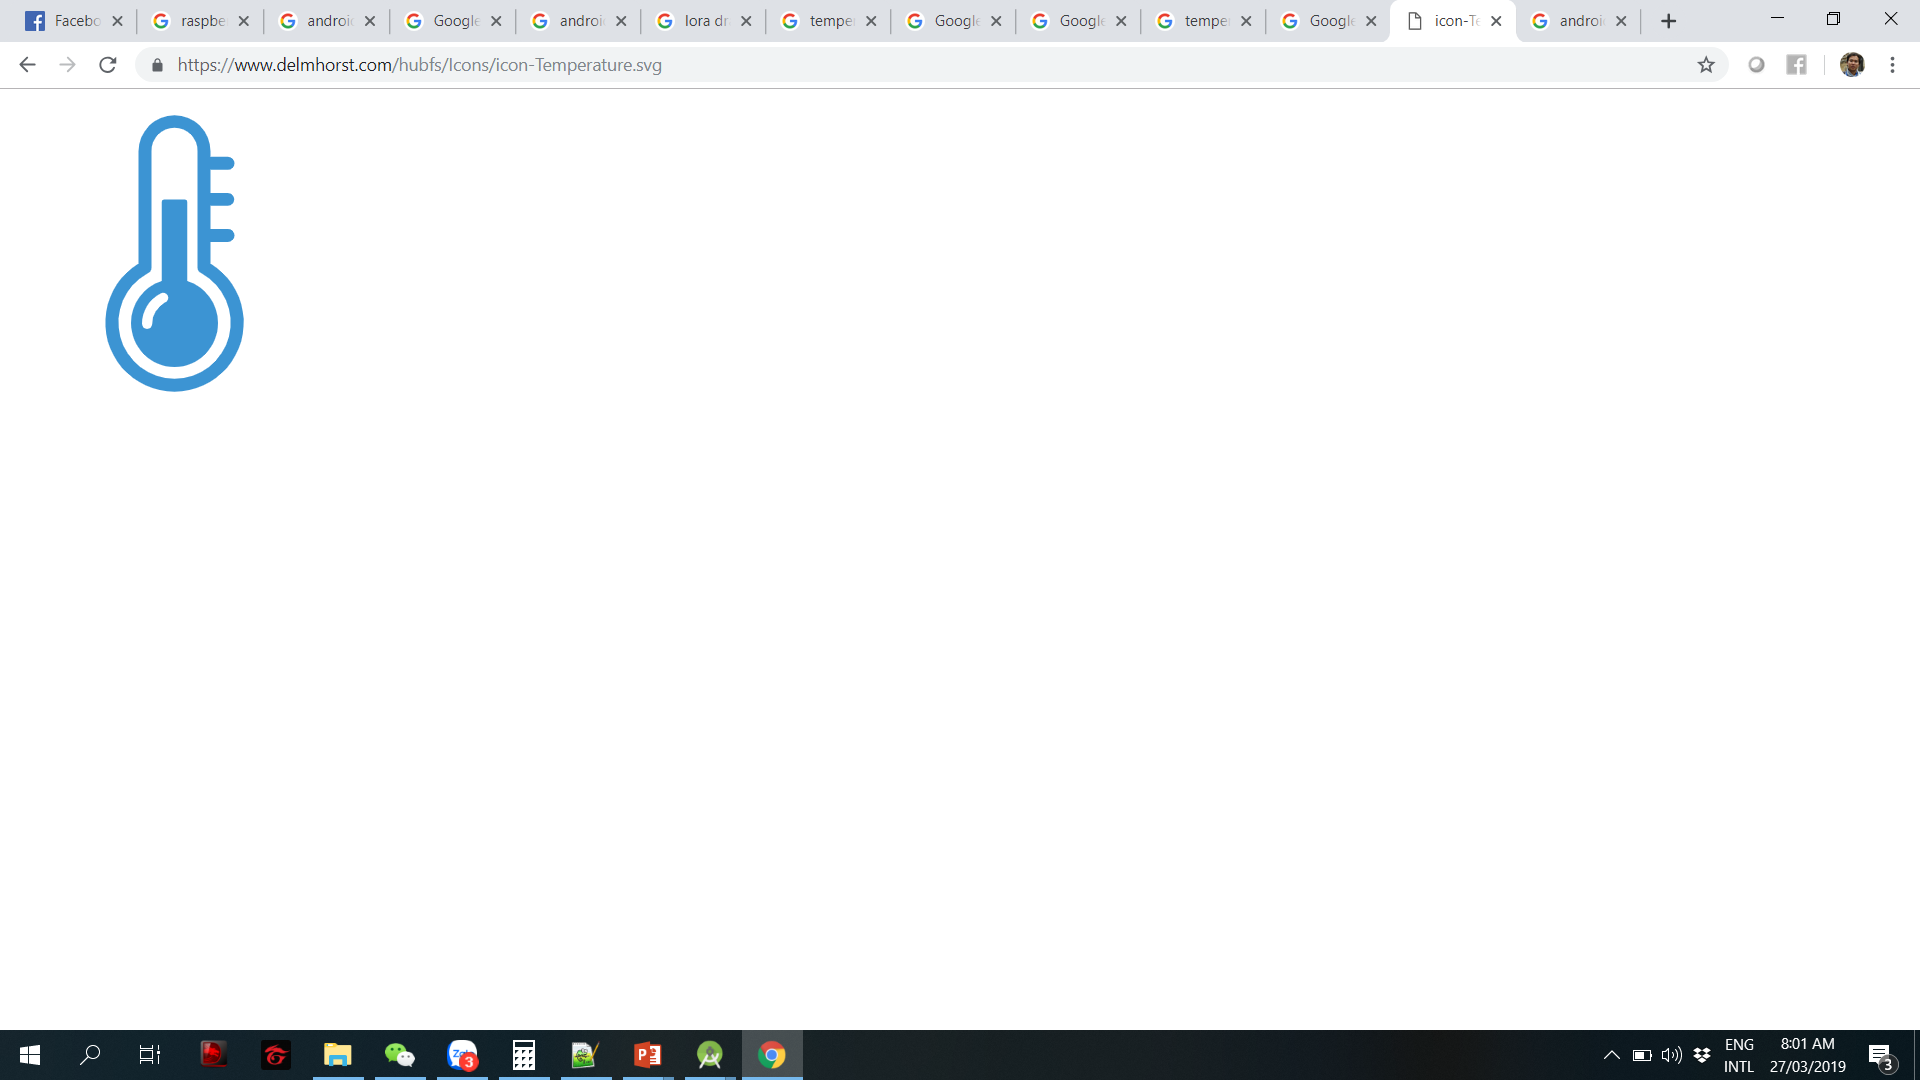 Facebo
raspbe
androi
Google
androi
lora dr
tempe
Google
Google
tempe
Google
icon-Te
androi
https://www.delmhorst.com/hubfs/Icons/icon-Temperature.svg
ENG
INTL
8:01 AM
27/03/2019
3
3